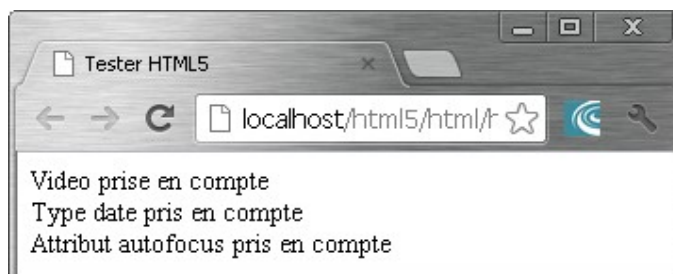 Tester HTML5
localhost/html5/html/h
Video prise en compte
Type date pris en compte
Attribut autofocus pris en compte